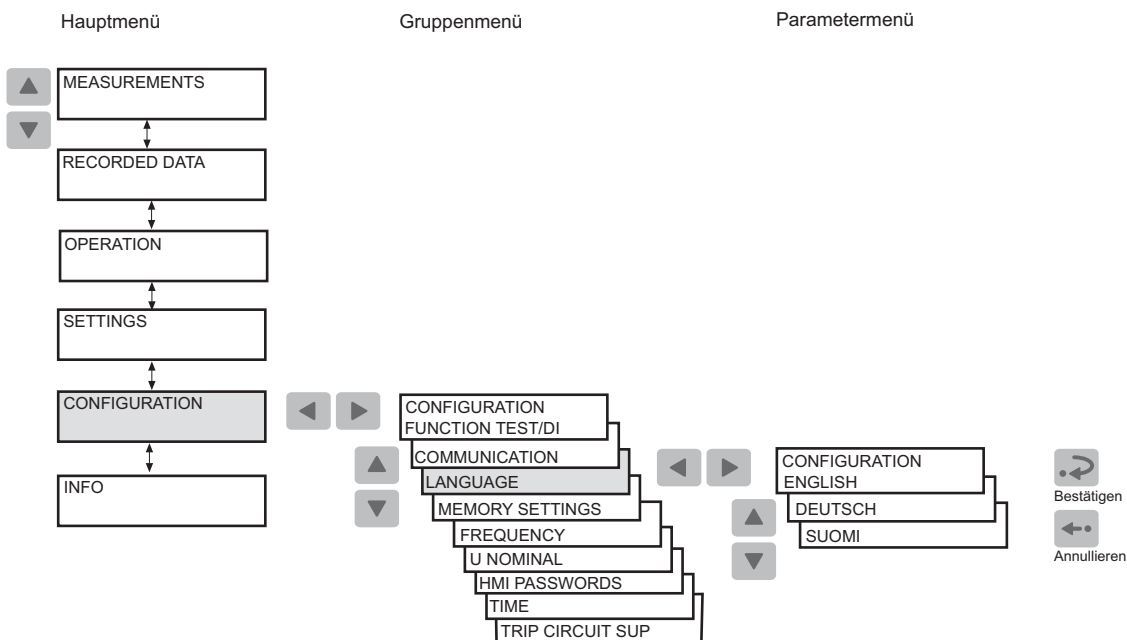 Hauptmenü
Gruppenmenü
Parametermenü
MEASUREMENTS
RECORDED DATA
OPERATION
SETTINGS
CONFIGURATION
INFO
CONFIGURATION
FUNCTION TEST/DI
COMMUNICATION
LANGUAGE
MEMORY SETTINGS
FREQUENCY
U NOMINAL
HMI PASSWORDS
TIME
TRIP CIRCUIT SUP
CONFIGURATION
ENGLISH
DEUTSCH
SUOMI
Bestätigen
Annullieren